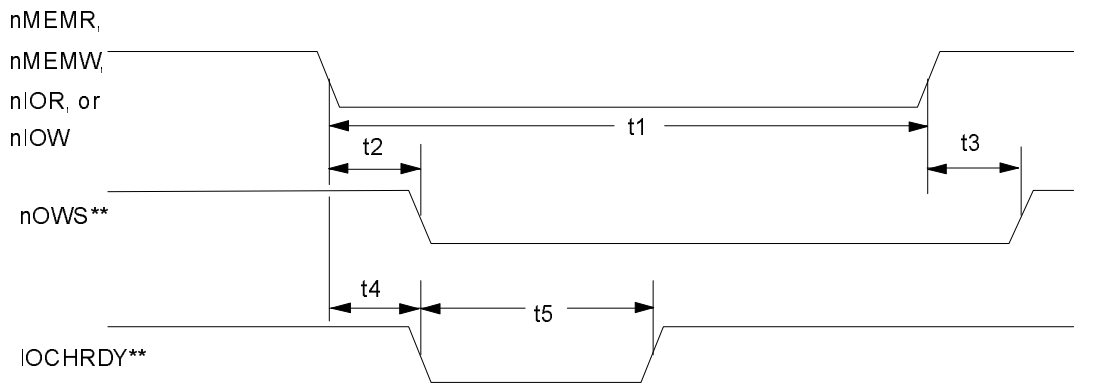 nMEMR,
nMEMW,
nIOR, or
nIOW
t1
t2
t3
nOWS**
t4
t5
IOCHRDY**